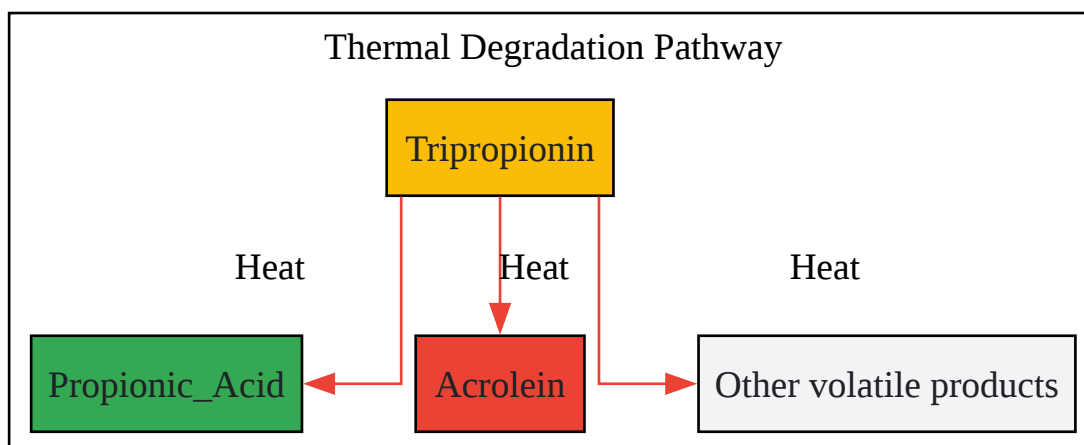 Thermal Degradation Pathway
Tripropionin
Heat
Heat
Heat
Propionic_Acid
Acrolein
Other volatile products